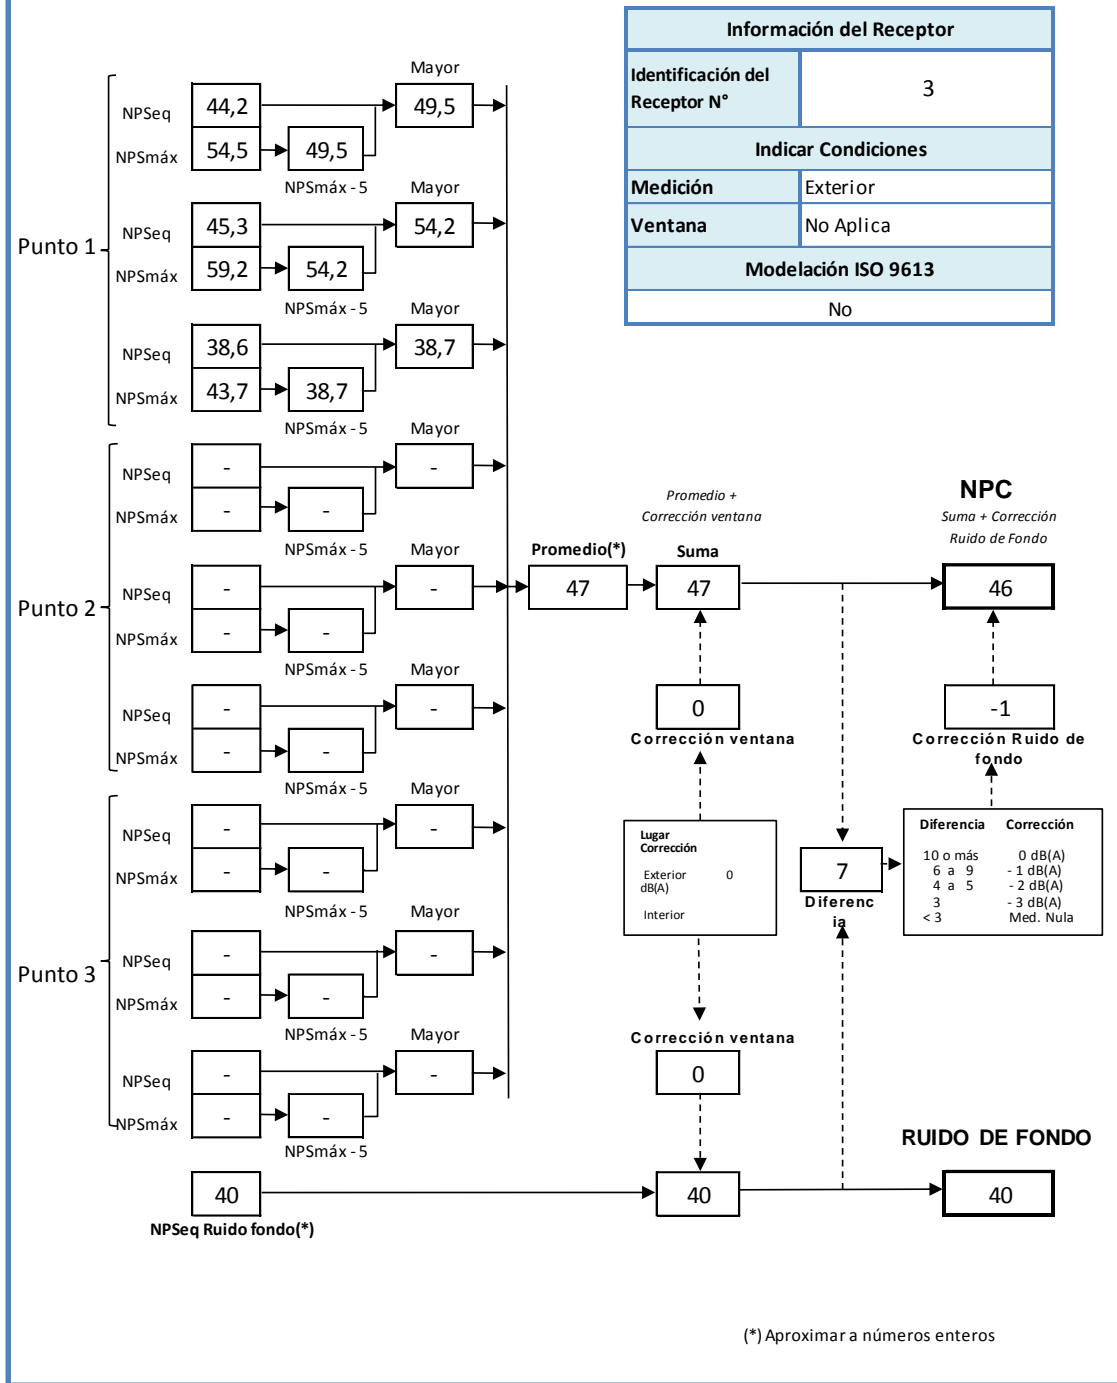 Información del Receptor
Identificación del
Receptor N°
3
Indicar Condiciones
Medición
Exterior
Ventana
No Aplica
Modelación ISO 9613
No
Punto 1
Mayor
NPSeq
44,2
49,5
NPSmáx
54,5
49,5
NPSmáx - 5
Mayor
NPSeq
45,3
54,2
NPSmáx
59,2
54,2
NPSmáx - 5
Mayor
NPSeq
38,6
38,7
NPSmáx
43,7
38,7
NPSmáx - 5
Punto 2
Mayor
NPSeq
-
-
NPSmáx
-
-
NPSmáx - 5
Mayor
NPSeq
-
-
NPSmáx
-
-
NPSmáx - 5
Mayor
NPSeq
-
-
NPSmáx
-
-
NPSmáx - 5
Punto 3
Mayor
NPSeq
-
-
NPSmáx
-
-
NPSmáx - 5
Mayor
NPSeq
-
-
NPSmáx
-
-
NPSmáx - 5
Mayor
NPSeq
-
-
NPSmáx
-
-
NPSmáx - 5
40
NPSeq Ruido fondo(*)
Promedio(*)
47
Promedio +
Corrección ventana
Suma
47
0
Corrección ventana
Lugar
Corrección
Exterior 0
dB(A)
Interior
Corrección ventana
0
40
NPC
Suma + Corrección
Ruido de Fondo
46
-1
Corrección Ruido de
fondo
7
Diferenc
ia
Diferencia Corrección
10 o más 0 dB(A)
6 a 9 - 1 dB(A)
4 a 5 - 2 dB(A)
3 - 3 dB(A)
< 3 Med. Nula
RUIDO DE FONDO
40
(*) Aproximar a números enteros